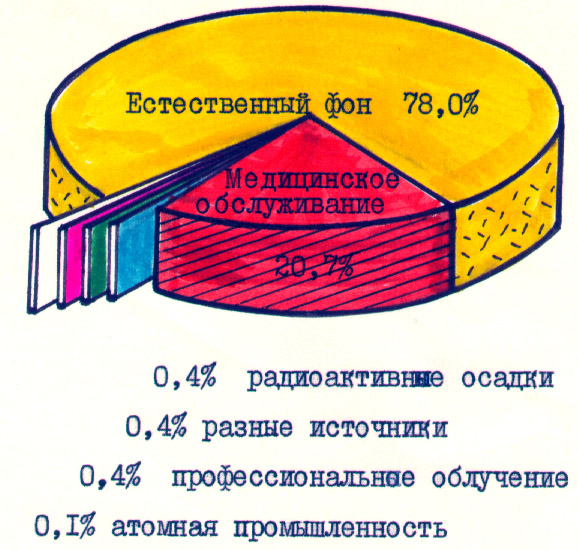 Естественный фон 78,0%
Медицинское
обслуживание
20,7%
0,4% радиоактивные осадки
0,4% разные источники
0,4% профессиональные облучение
0,1% атомная промышленность